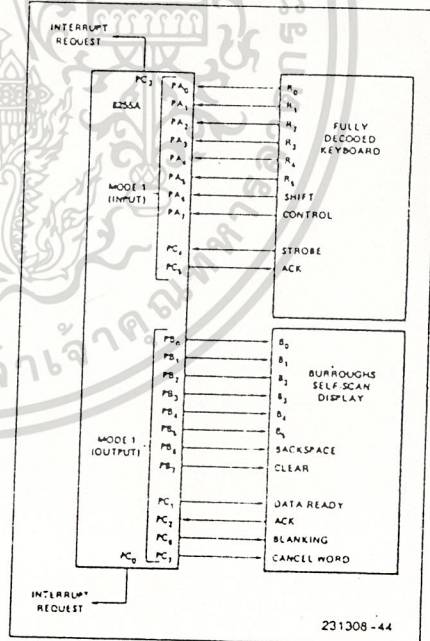 INTERRUPT
REQUEST
PC3
8255A
MODE 1
(INPUT)
PA0
PA1
PA2
PA3
PA4
PA5
PA6
PA7
PC4
PC5
R0
R1
R2
R3
R4
R5
SHIFT
CONTROL
STROBE
ACK
FULLY
DECODED
KEYBOARD
MODE 1
(OUTPUT)
PB0
PB1
PB2
PB3
PB4
PB5
PB6
PB7
PC1
PC2
PC6
PC7
PC0
B0
B1
B2
B3
B4
B5
BACKSPACE
CLEAR
DATA READY
ACK
BLANKING
CANCEL WORD
BURROUGHS
SELF-SCAN
DISPLAY
INTERRUPT
REQUEST
231308-44